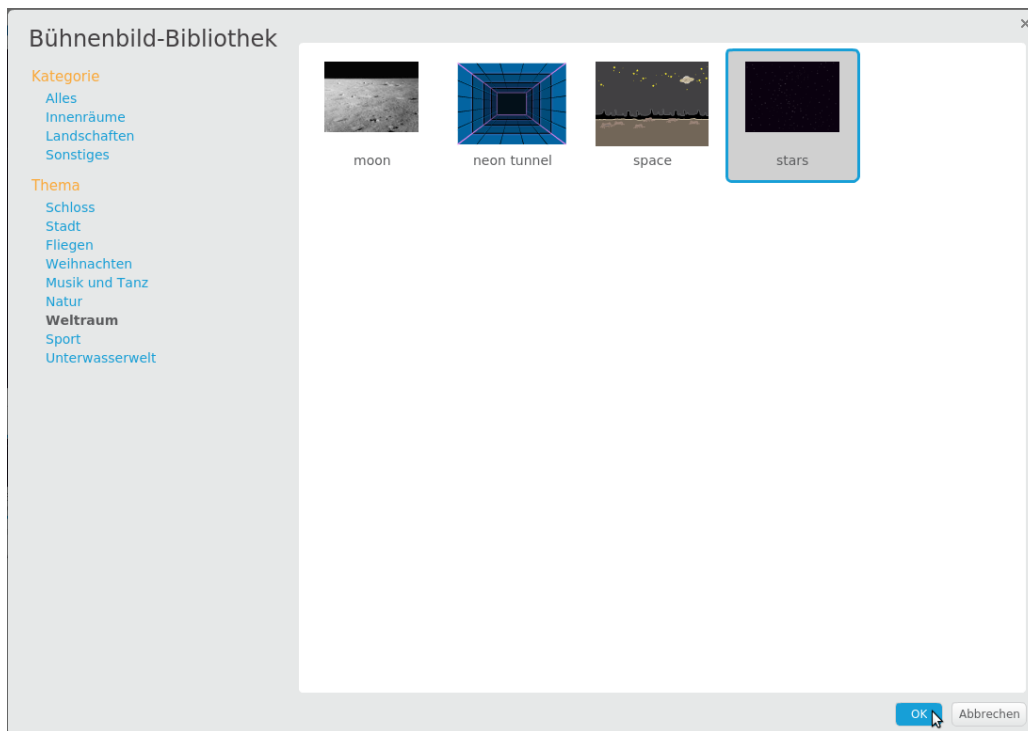 Bühnenbild-Bibliothek
Kategorie
Alles
Innenräume
Landschaften
Sonstiges
Thema
Schloss
Stadt
Fliegen
Weihnachten
Musik und Tanz
Natur
Weltraum
Sport
Unterwasserwelt
moon
neon tunnel
space
stars
OK
Abbrechen